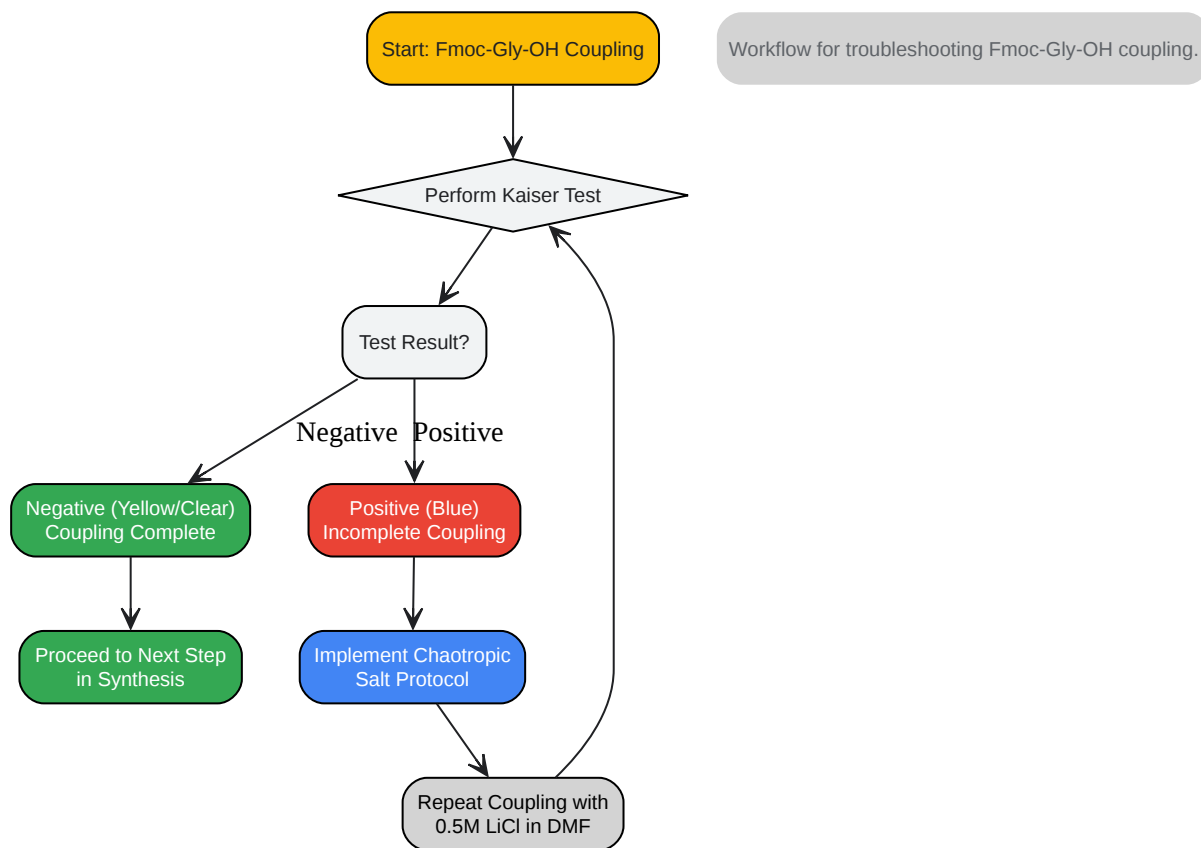 Start: Fmoc-Gly-OH Coupling
Workflow for troubleshooting Fmoc-Gly-OH coupling.
Perform Kaiser Test
Test Result?
Negative
Positive
Negative (Yellow/Clear)
Coupling Complete
Positive (Blue)
Incomplete Coupling
Proceed to Next Step
in Synthesis
Implement Chaotropic
Salt Protocol
Repeat Coupling with
0.5M LiCl in DMF